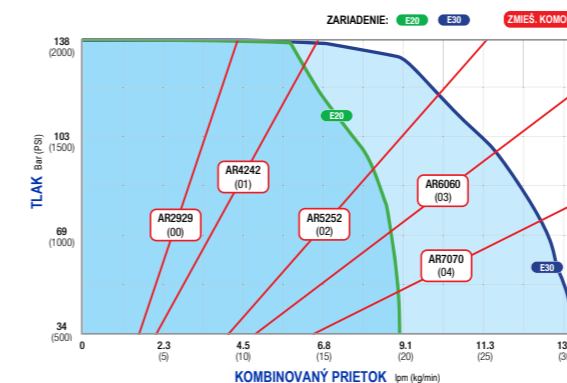 ZARIADENIE: E20 E30
ZMIEŠ. KOMO
138
(2000)
103
(1500)
69
(1000)
34
(500)
TLAK Bar (PSI)
E20
AR4242
(01)
AR2929
(00)
AR5252
(02)
AR6060
(03)
AR7070
(04)
E30
0
2.3
(5)
4.5
(10)
6.8
(15)
9.1
(20)
11.3
(25)
13.
(30
KOMBINOVANÝ PRIETOK lpm (kg/min)